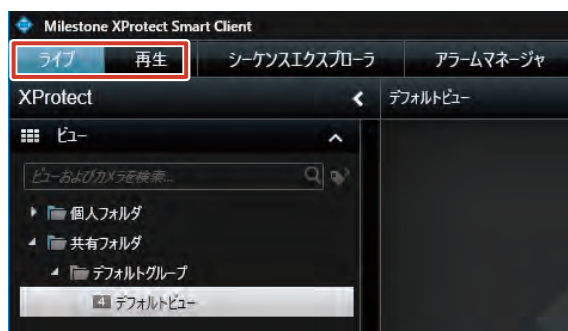 Milestone XProtect Smart Client
ライブ 再生 シーケンスエクスプローラ アラームマネージャ
XProtect デフォルトビュー
ビュー
ビューおよびカメラを検索...
個人フォルダ
共有フォルダ
デフォルトグループ
4 デフォルトビュー